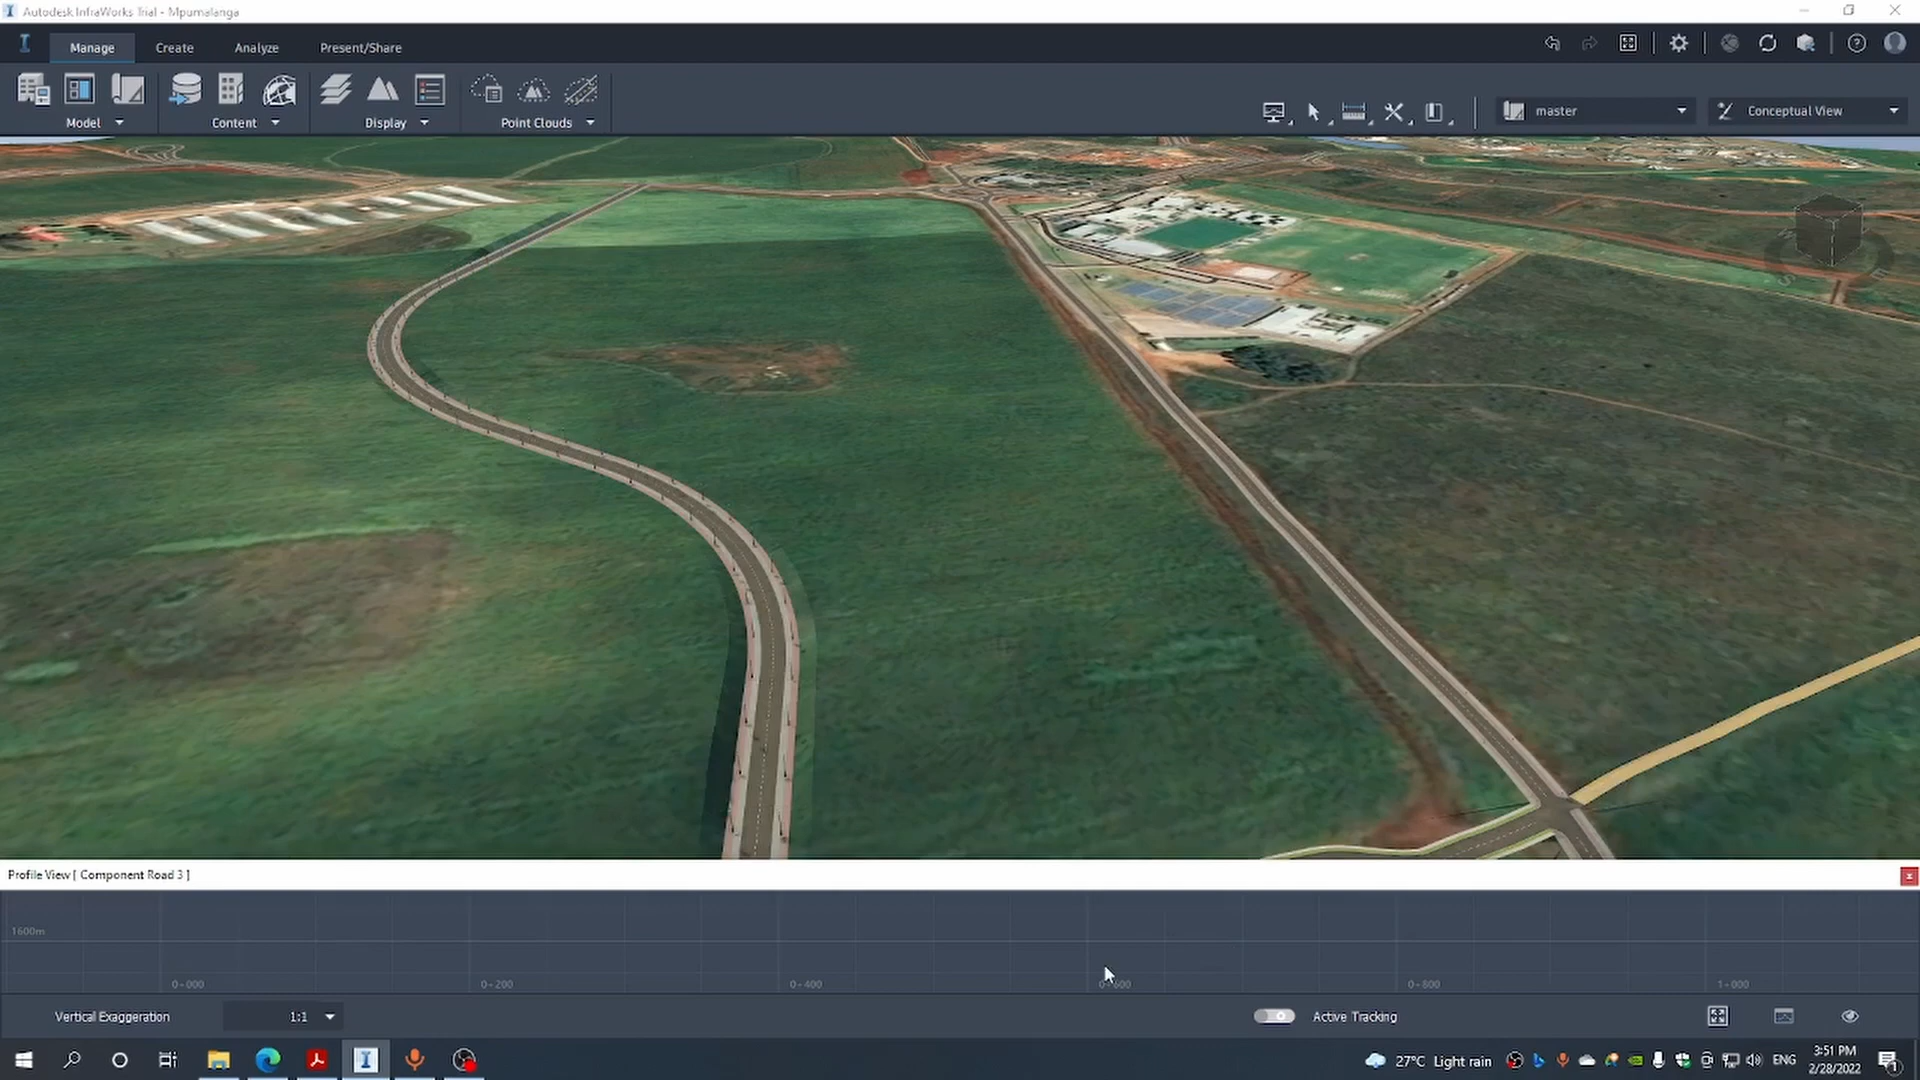 Autodesk InfraWorks Trial - Mpumalanga
Manage
Create
Analyze
Present/Share
Model
Content
Display
Point Clouds
master
Conceptual View
Profile View [ Component Road 3 ]
1600m
0+000
0+200
0+400
0+600
0+800
1+000
Vertical Exaggeration
1:1
Active Tracking
27°C Light rain
ENG
3:51 PM
2/28/2022